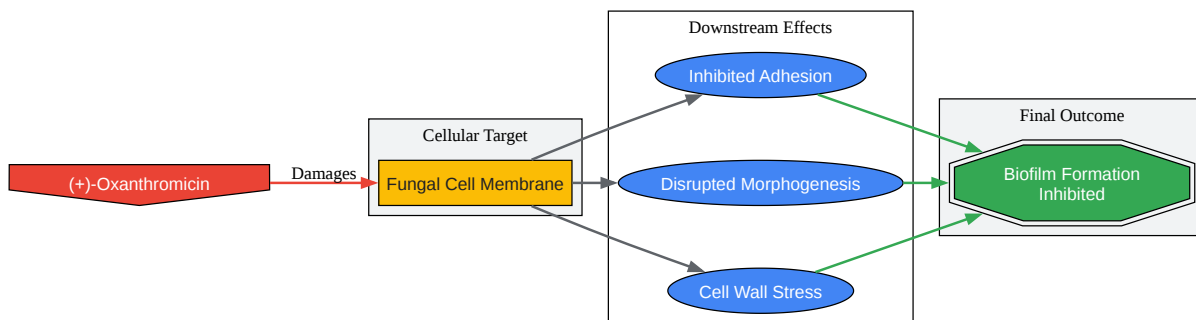 (+)-Oxanthromicin
Damages
Cellular Target
Fungal Cell Membrane
Downstream Effects
Inhibited Adhesion
Disrupted Morphogenesis
Cell Wall Stress
Final Outcome
Biofilm Formation
Inhibited